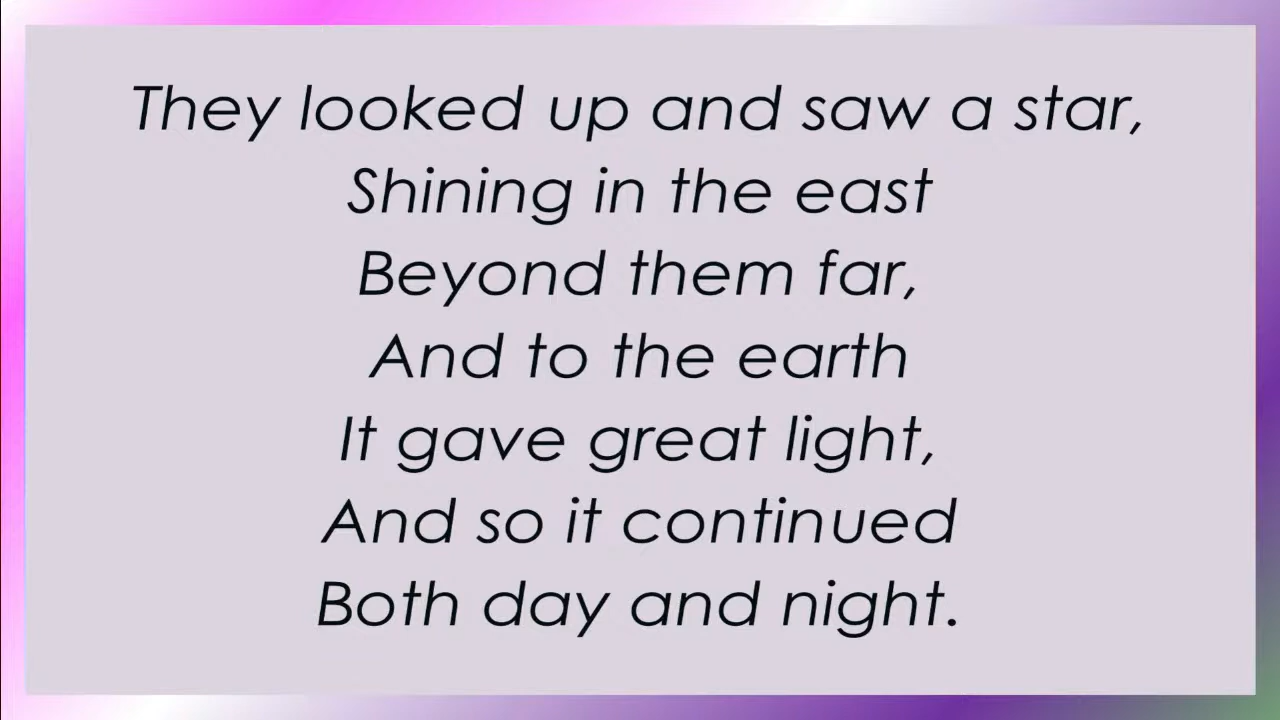 They looked up and saw a star,
Shining in the east
Beyond them far,
And to the earth
It gave great light,
And so it continued
Both day and night.